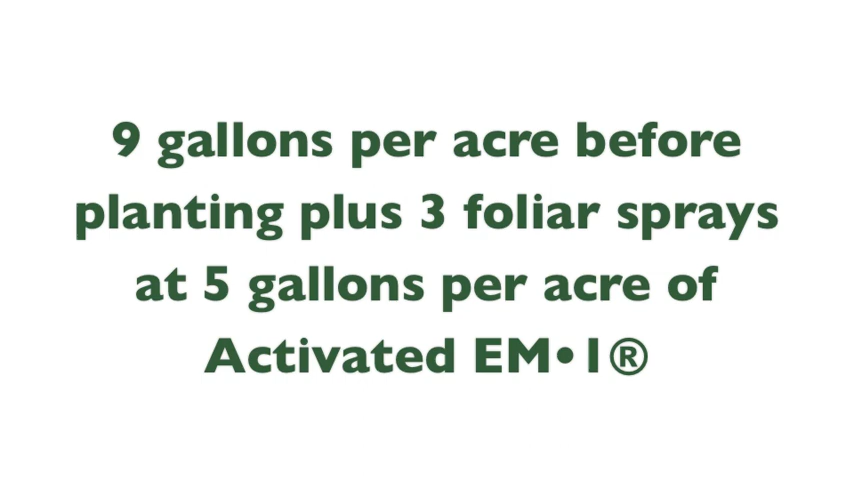 9 gallons per acre before
planting plus 3 foliar sprays
at 5 gallons per acre of
Activated EM•1®